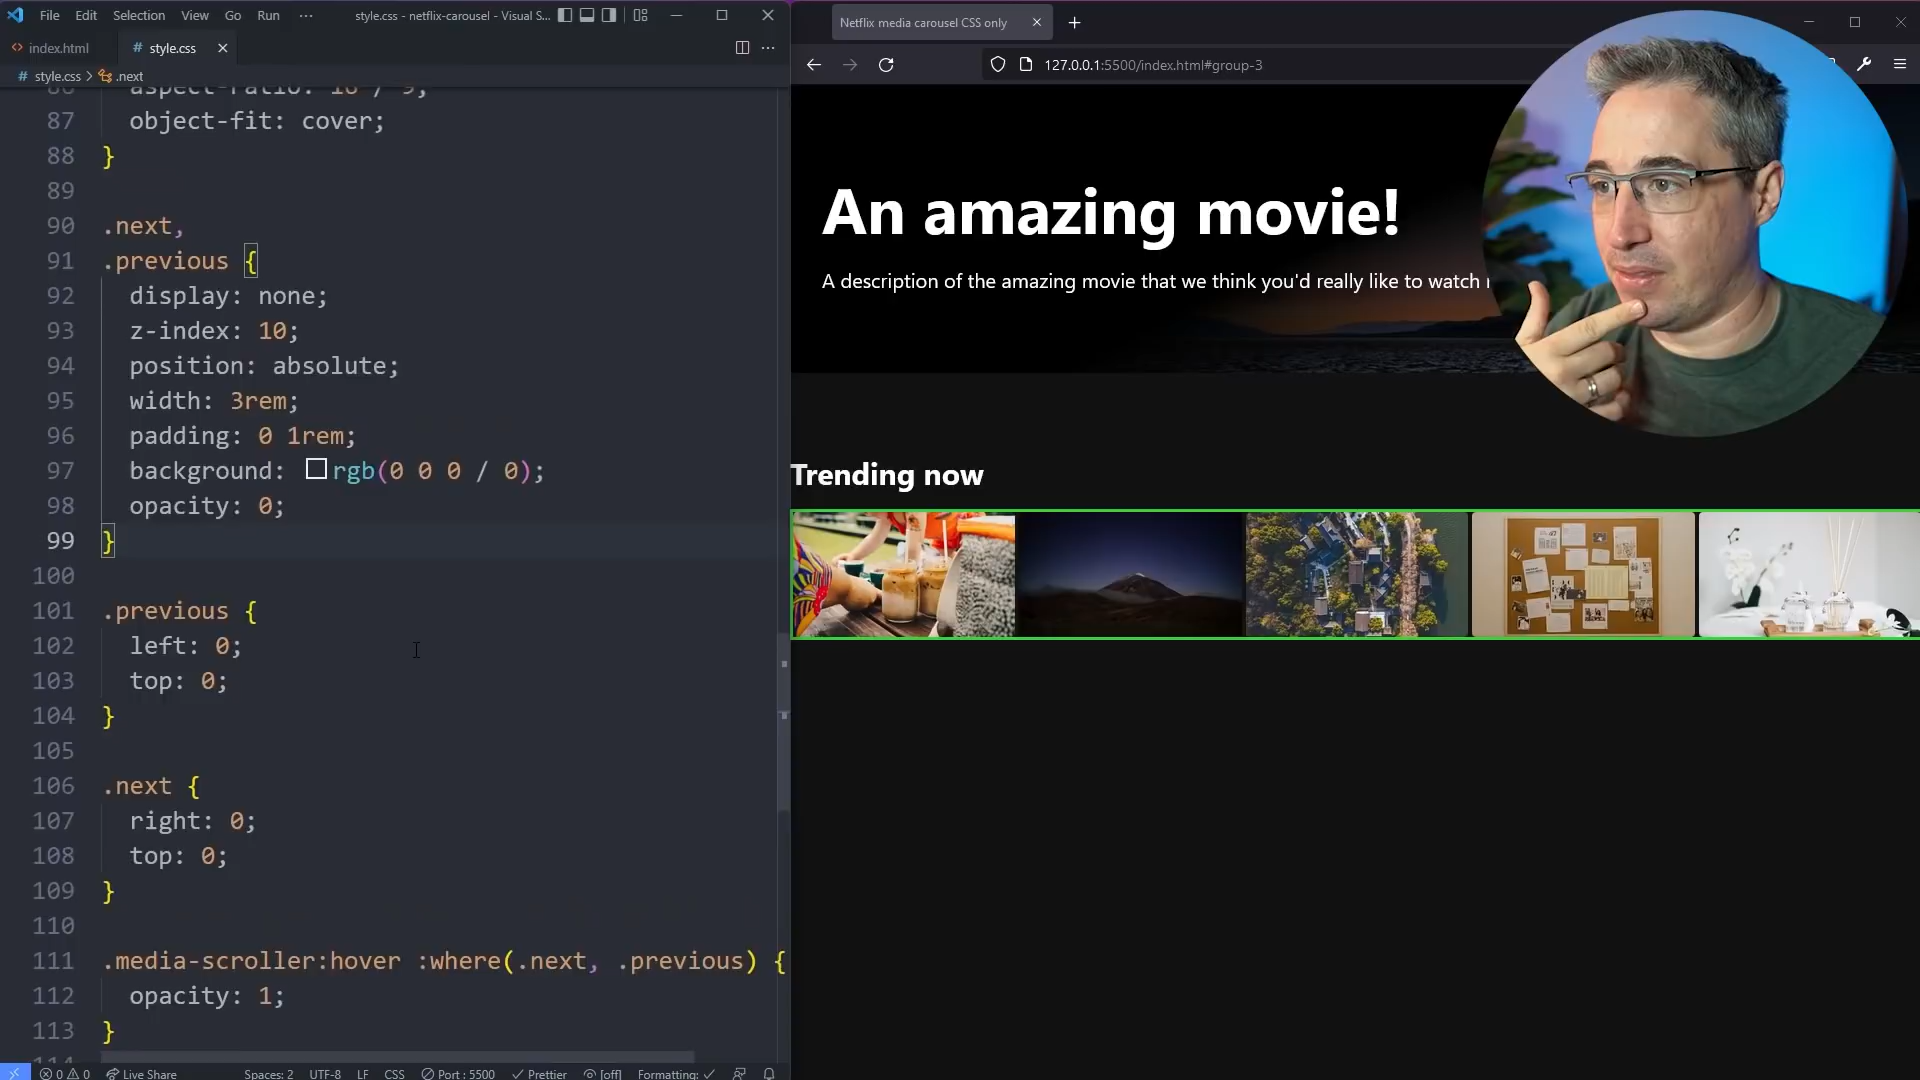 File Edit Selection View Go Run ··· style.css - netflix-carousel - Visual S...
index.html # style.css
# style.css > .next
86 aspect-ratio: 16 / 9;
87 object-fit: cover;
88 }
89
90 .next,
91 .previous {
92 display: none;
93 z-index: 10;
94 position: absolute;
95 width: 3rem;
96 padding: 0 1rem;
97 background: rgb(0 0 0 / 0);
98 opacity: 0;
99 }
100
101 .previous {
102 left: 0;
103 top: 0;
104 }
105
106 .next {
107 right: 0;
108 top: 0;
109 }
110
111 .media-scroller:hover :where(.next, .previous) {
112 opacity: 1;
113 }
114
0 0 Live Share Spaces: 2 UTF-8 LF CSS Port : 5500 Prettier [off] Formatting:
Netflix media carousel CSS only
127.0.0.1:5500/index.html#group-3
An amazing movie!
A description of the amazing movie that we think you'd really like to watch
Trending now